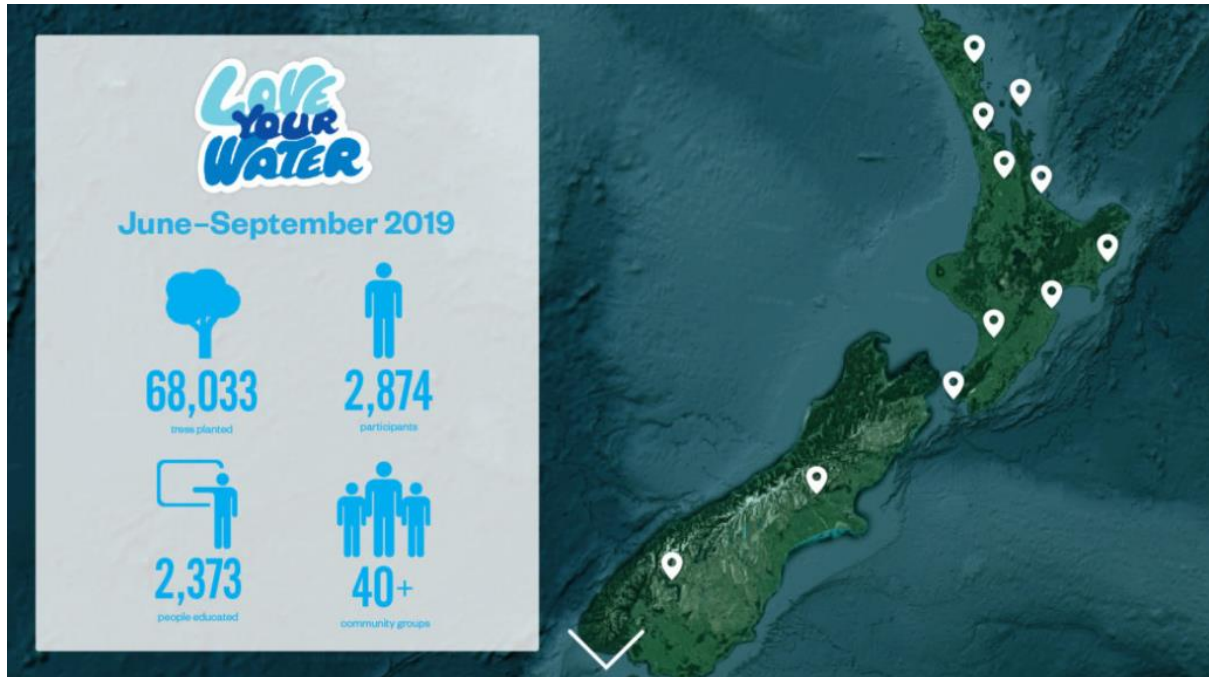 LOVE
YOUR
WATER
June–September 2019
68,033
trees planted
2,874
participants
2,373
people educated
40+
community groups